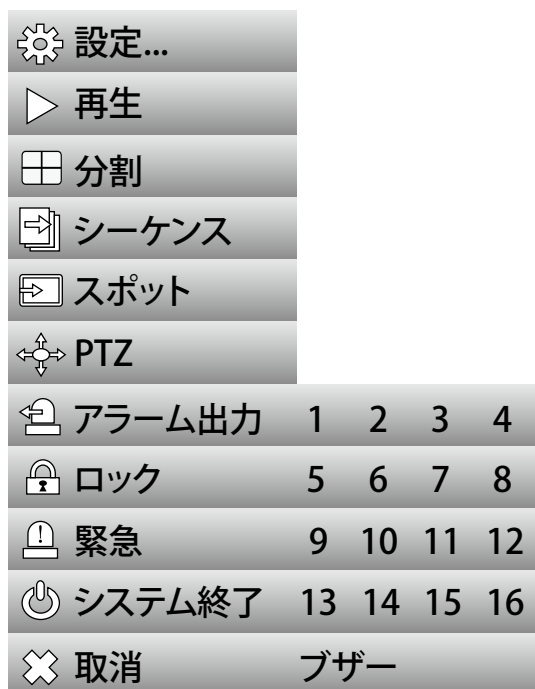 設定...
再生
分割
シーケンス
スポット
PTZ
アラーム出力 1 2 3 4
ロック 5 6 7 8
緊急 9 10 11 12
システム終了 13 14 15 16
取消 ブザー